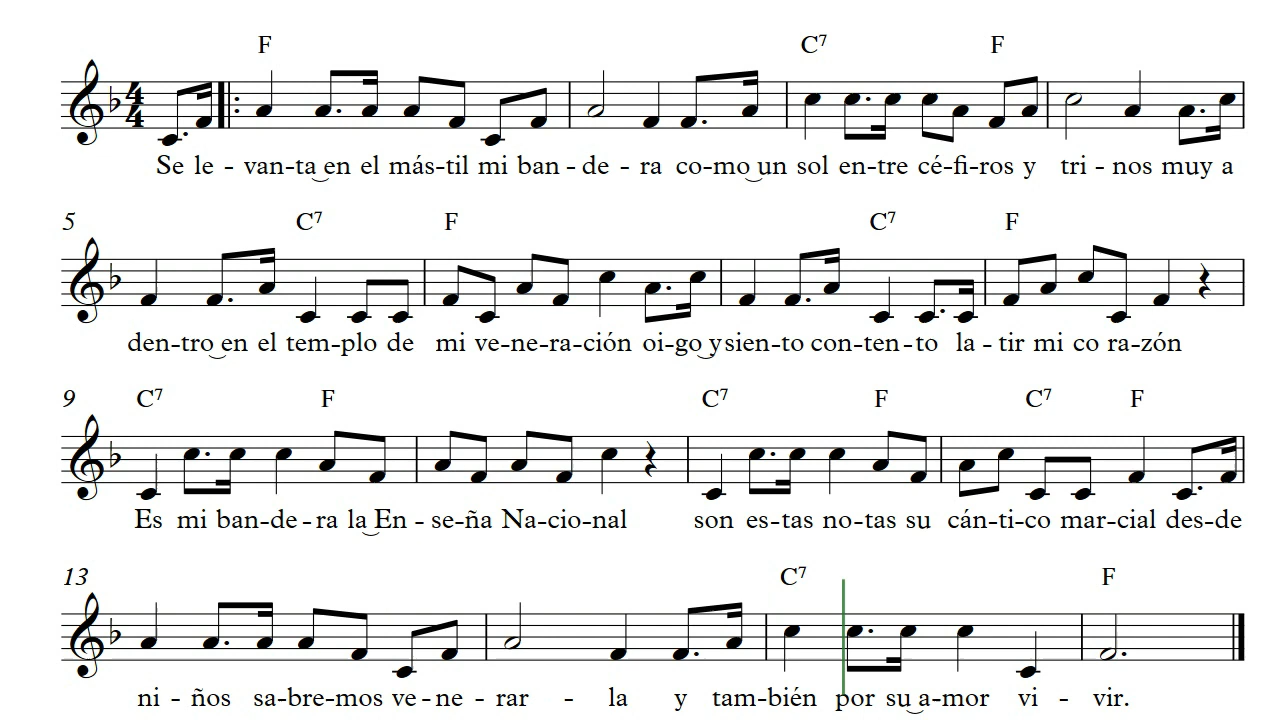 F C7 F
4
4
Se le - van-ta‿en el más-til mi ban - de - ra co-mo‿un sol en-tre cé-fi-ros y tri - nos muy a
5 C7 F C7 F
den-tro‿en el tem-plo de mi ve-ne-ra-ción oi-go‿y sien-to con-ten-to la - tir mi co ra-zón
9 C7 F C7 F C7 F
Es mi ban-de-ra la‿En - se-ña Na-cio-nal son es-tas no-tas su cán-ti-co mar-cial des-de
13 C7 F
ni - ños sa-bre-mos ve-ne - rar - la y tam-bién por su‿a-mor vi - vir.